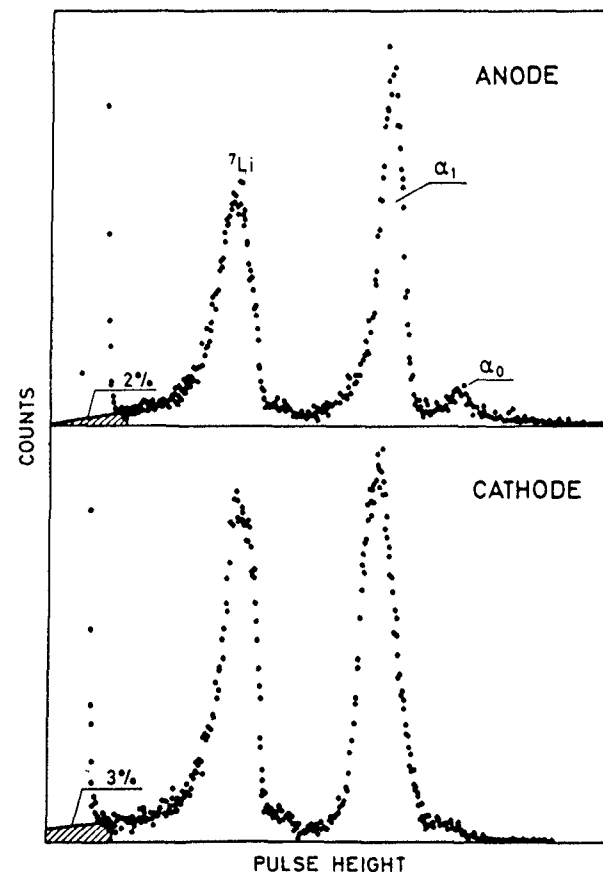 ANODE
⁷Li
α₁
α₀
2%
COUNTS
CATHODE
3%
PULSE HEIGHT